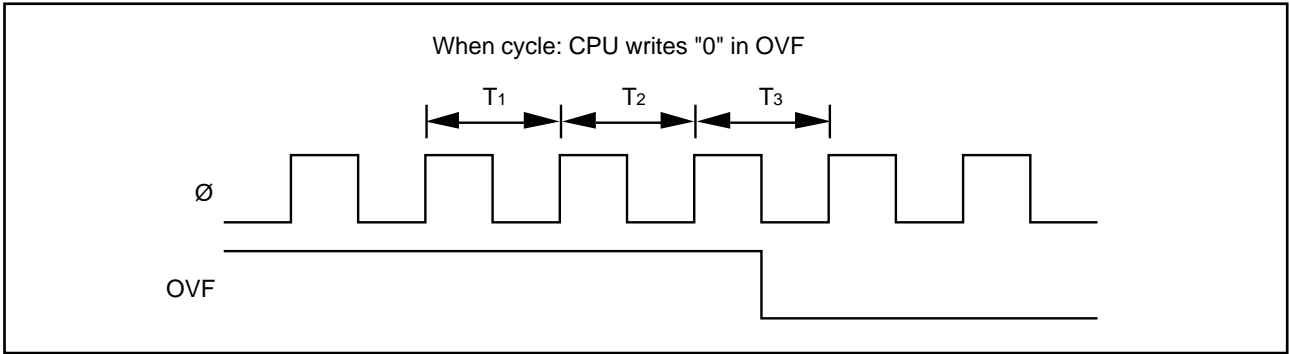 When cycle: CPU writes "0" in OVF
T1 T2 T3
Ø
OVF